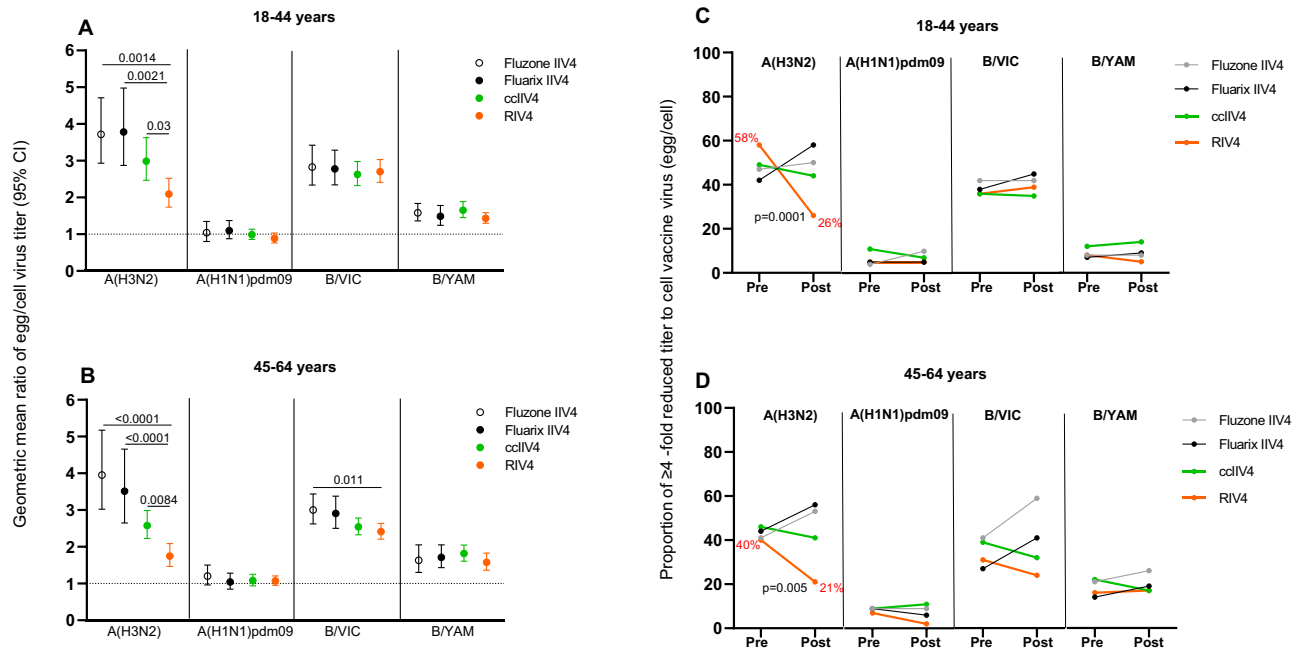 Geometric mean ratio of egg/cell virus titer (95% CI)
A
18-44 years
6
5
4
3
2
1
0
0.0014
0.0021
0.03
Fluzone IIV4
Fluarix IIV4
ccIIV4
RIV4
A(H3N2)
A(H1N1)pdm09
B/VIC
B/YAM
B
45-64 years
6
5
4
3
2
1
0
<0.0001
<0.0001
0.0084
0.011
Fluzone IIV4
Fluarix IIV4
ccIIV4
RIV4
A(H3N2)
A(H1N1)pdm09
B/VIC
B/YAM
Proportion of ≥4 -fold reduced titer to cell vaccine virus (egg/cell)
C
18-44 years
100
80
60
40
20
0
A(H3N2)
A(H1N1)pdm09
B/VIC
B/YAM
58%
p=0.0001
26%
Fluzone IIV4
Fluarix IIV4
ccIIV4
RIV4
Pre Post Pre Post Pre Post Pre Post
D
45-64 years
100
80
60
40
20
0
A(H3N2)
A(H1N1)pdm09
B/VIC
B/YAM
40%
p=0.005
21%
Fluzone IIV4
Fluarix IIV4
ccIIV4
RIV4
Pre Post Pre Post Pre Post Pre Post